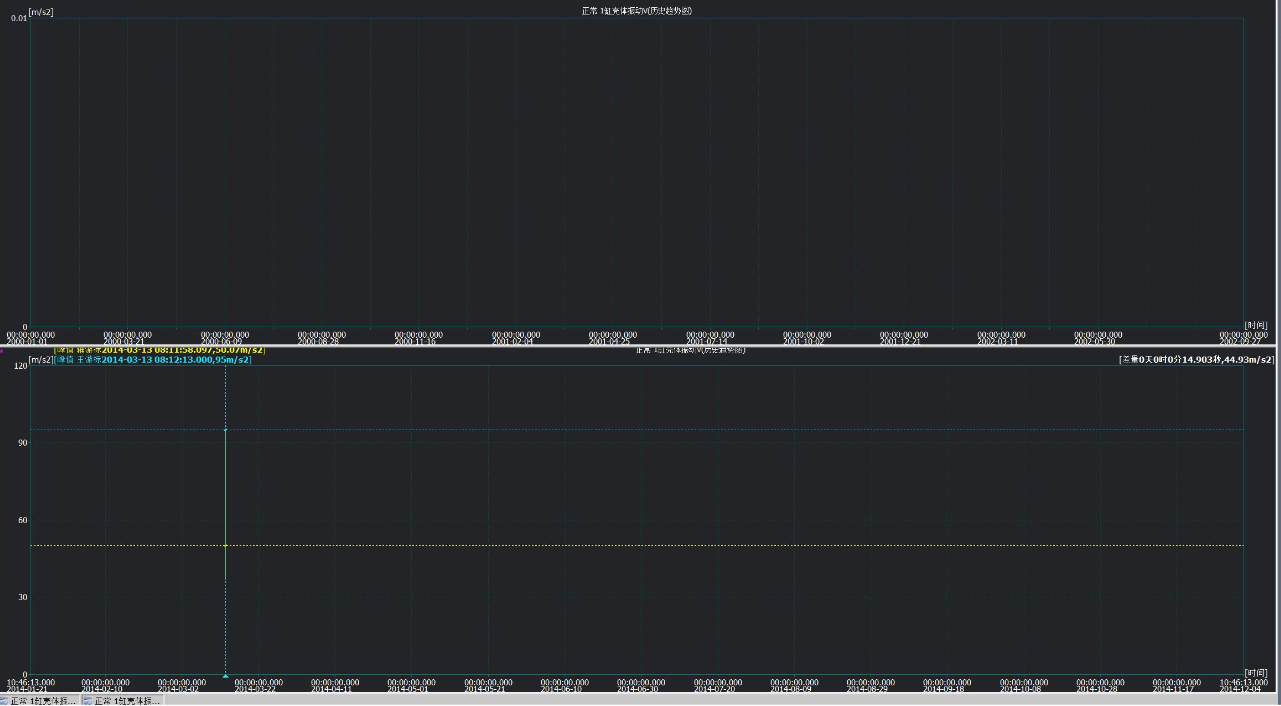 [m/s2]
正常 1缸壳体振动M(历史趋势图)
0.01
0
[时间]
00:00:00.000 00:00:00.000 00:00:00.000 00:00:00.000 00:00:00.000 00:00:00.000 00:00:00.000 00:00:00.000 00:00:00.000 00:00:00.000 00:00:00.000 00:00:00.000 00:00:00.000
2000-01-01 2000-03-21 2000-06-09 2000-08-28 2000-11-16 2001-02-04 2001-04-25 2001-07-14 2001-10-02 2001-12-21 2002-03-11 2002-05-30 2002-09-27
2014-03-13 08:11:58.097,50.07m/s2]
正常 1缸壳体振动M(历史趋势图)
[m/s2][峰值 主游标2014-03-13 08:12:13.000,95m/s2]
[差量0天0时0分14.903秒,44.93m/s2]
120
90
60
30
0
[时间]
10:46:13.000 00:00:00.000 00:00:00.000 00:00:00.000 00:00:00.000 00:00:00.000 00:00:00.000 00:00:00.000 00:00:00.000 00:00:00.000 00:00:00.000 00:00:00.000 00:00:00.000 00:00:00.000 00:00:00.000 00:00:00.000 10:46:13.000
2014-01-21 2014-02-10 2014-03-02 2014-03-22 2014-04-11 2014-05-01 2014-05-21 2014-06-10 2014-06-30 2014-07-20 2014-08-09 2014-08-29 2014-09-18 2014-10-08 2014-10-28 2014-11-17 2014-12-04
正常 1缸壳体振... 正常 1缸壳体振...